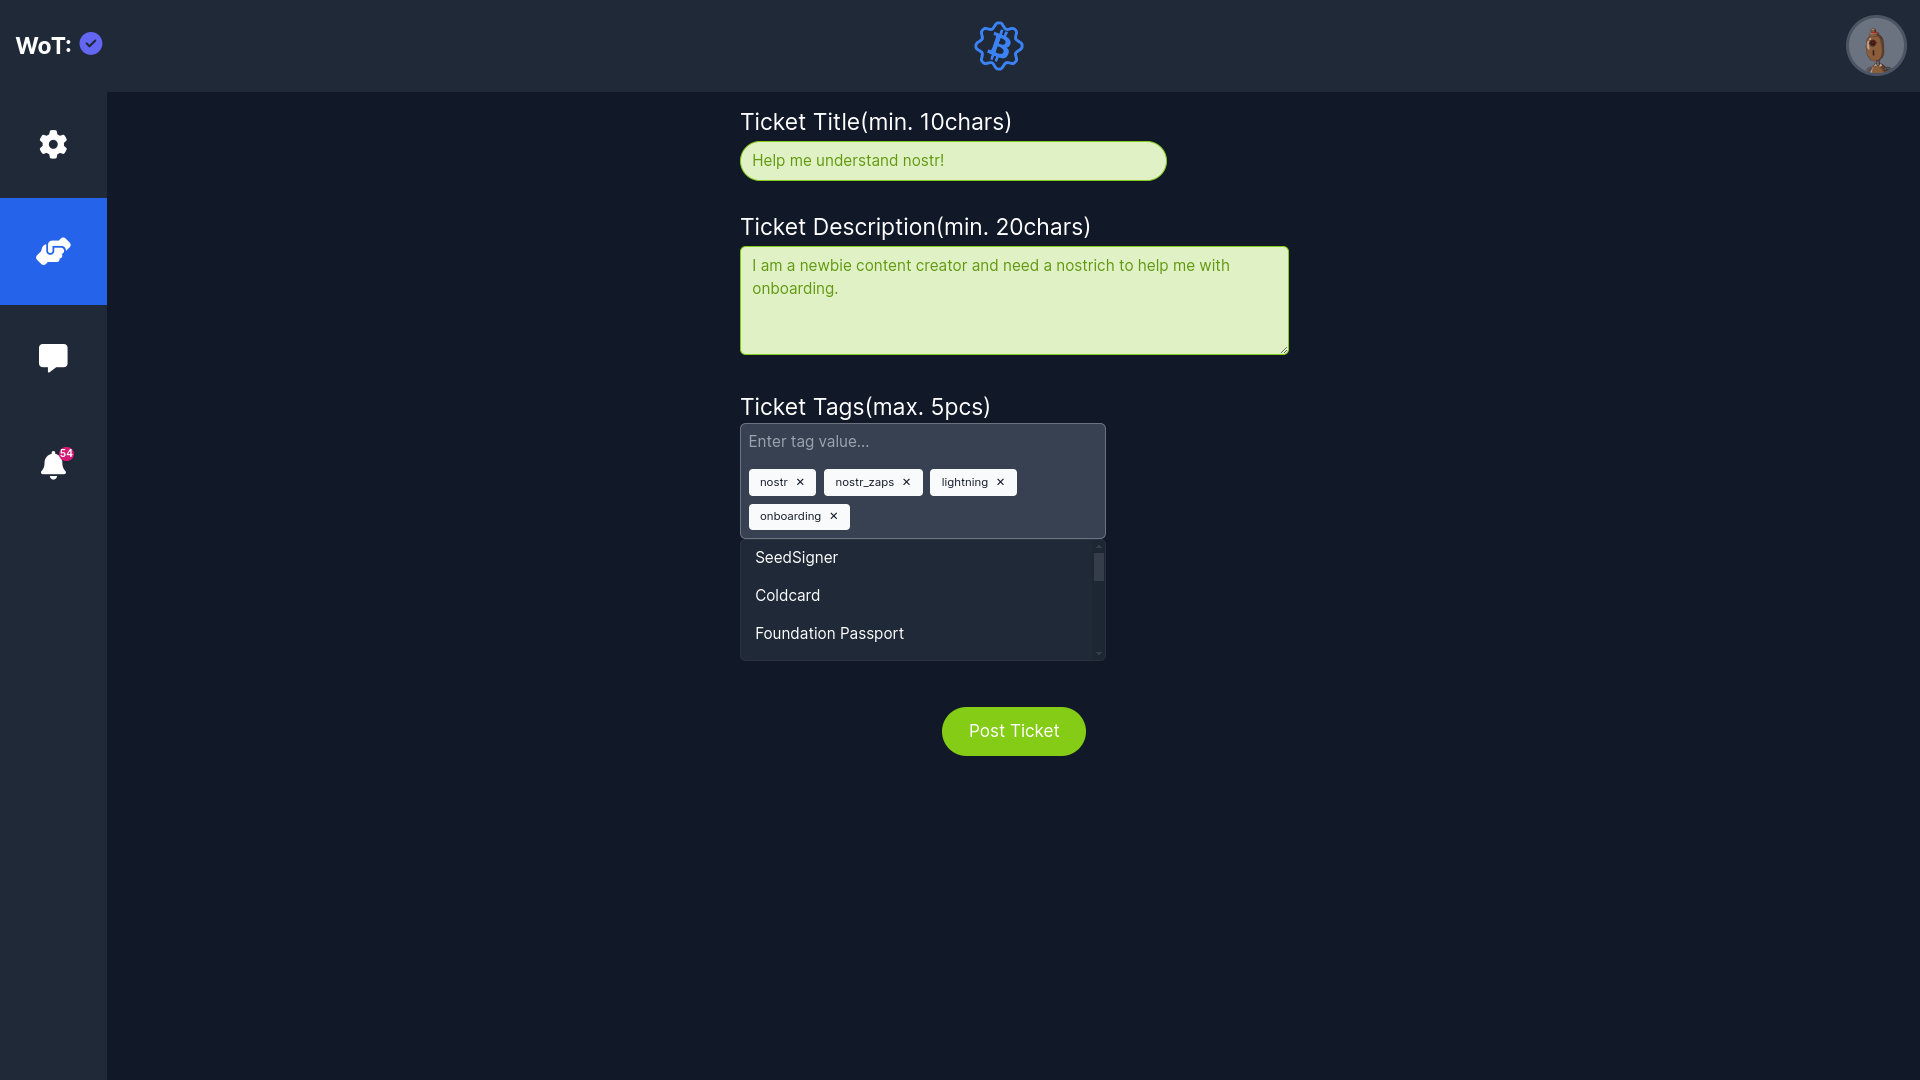 WoT:
Ticket Title(min. 10chars)
Help me understand nostr!
Ticket Description(min. 20chars)
I am a newbie content creator and need a nostrich to help me with
onboarding.
Ticket Tags(max. 5pcs)
Enter tag value...
nostr ✕ nostr_zaps ✕ lightning ✕
onboarding ✕
54
SeedSigner
Coldcard
Foundation Passport
Post Ticket